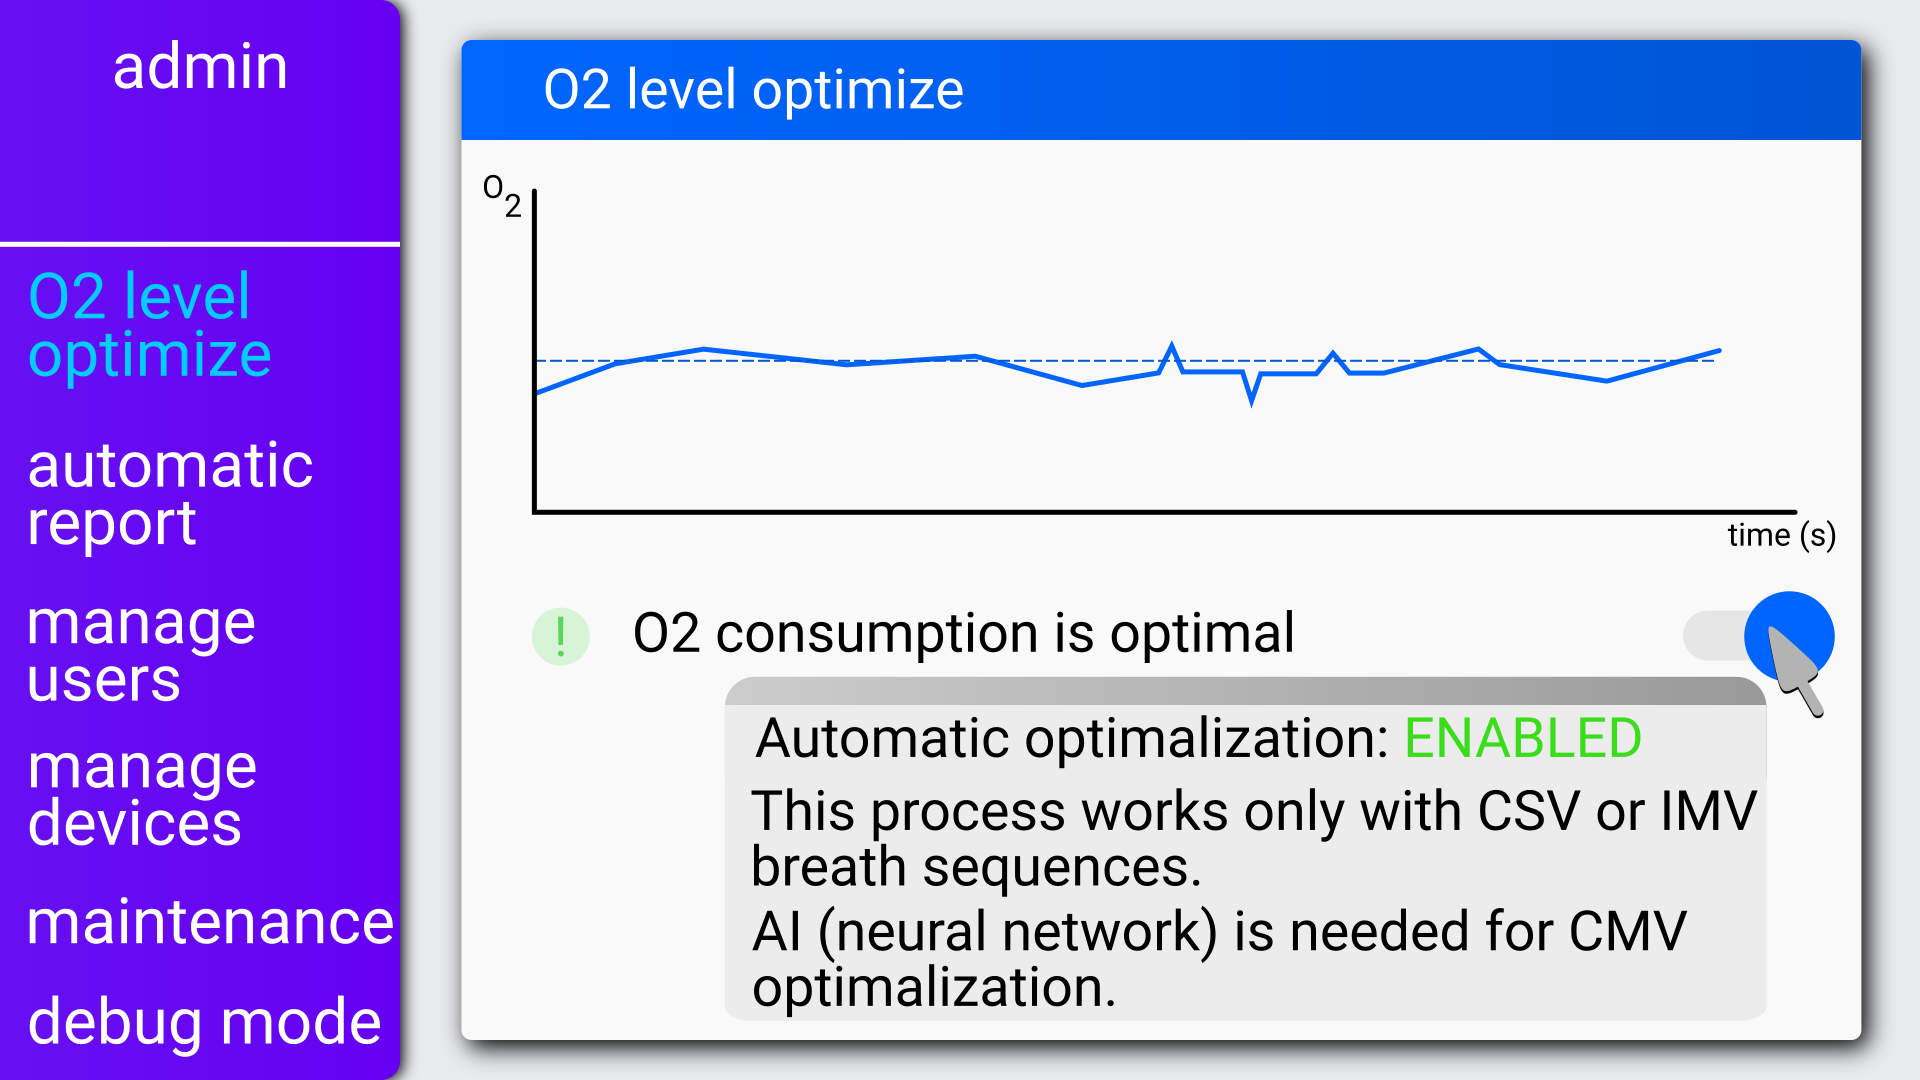 admin
O2 level
optimize
automatic
report
manage
users
manage
devices
maintenance
debug mode
O2 level optimize
O2
time (s)
! O2 consumption is optimal
Automatic optimalization: ENABLED
This process works only with CSV or IMV
breath sequences.
AI (neural network) is needed for CMV
optimalization.